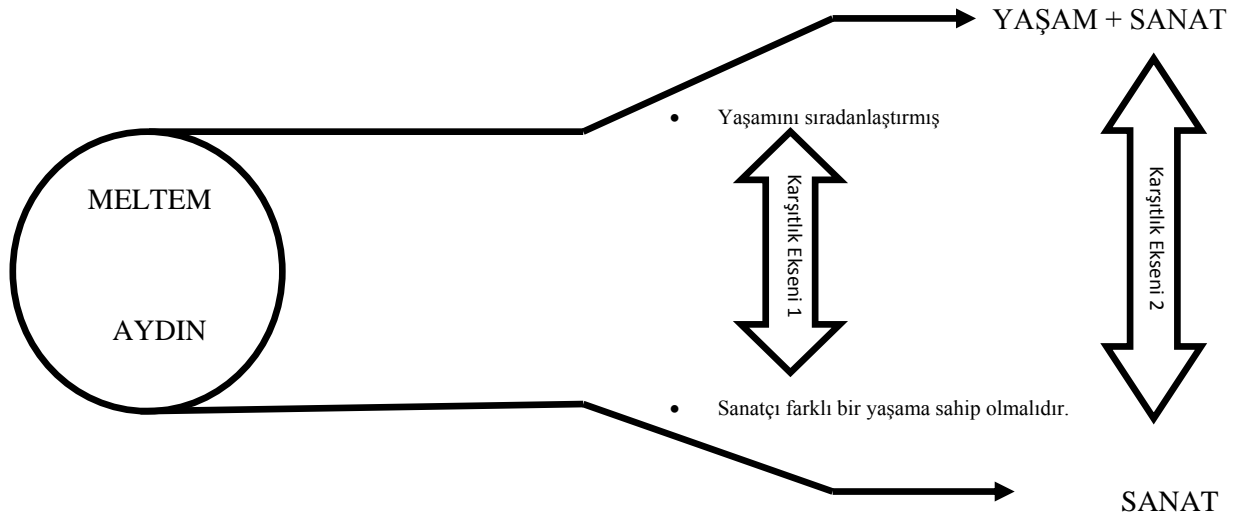 YAŞAM + SANAT
• Yaşamını sıradanlaştırmış
MELTEM
Karşıtlık Ekseni 1
Karşıtlık Ekseni 2
AYDIN
• Sanatçı farklı bir yaşama sahip olmalıdır.
SANAT